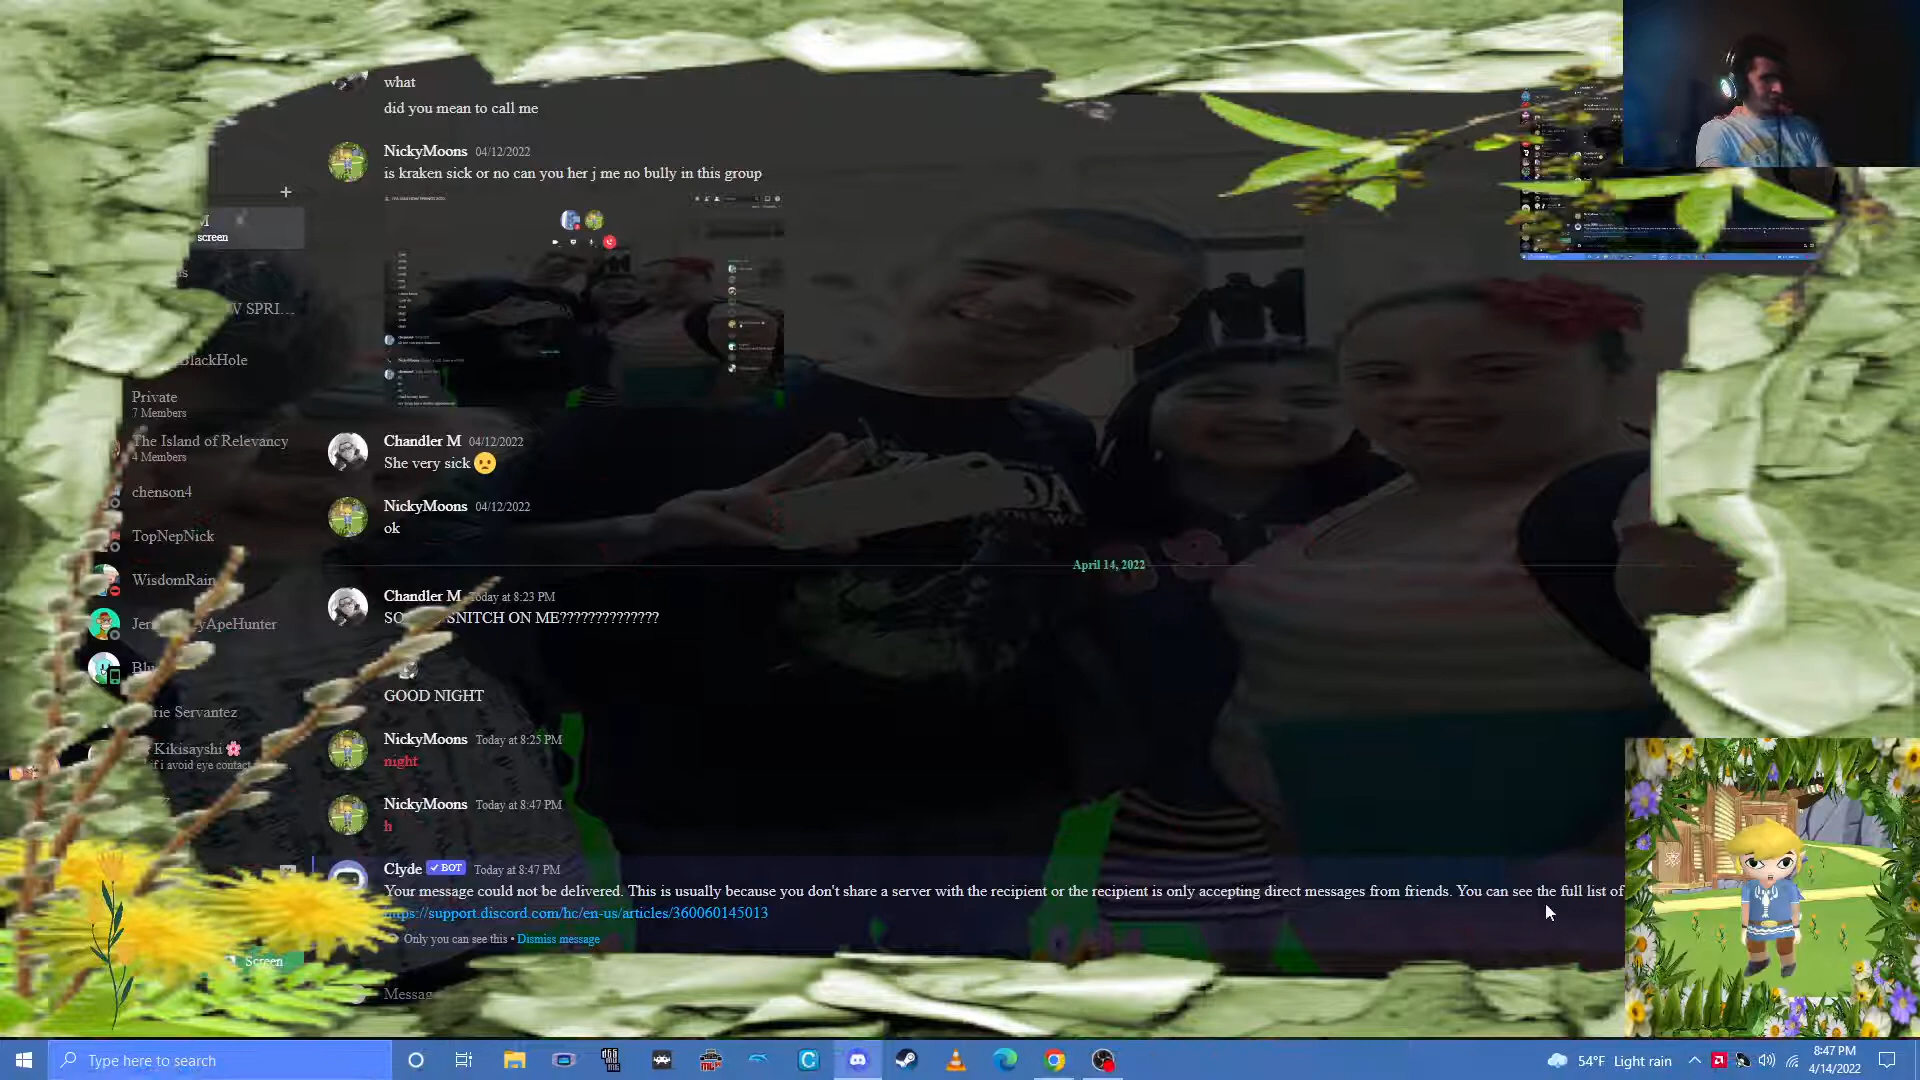 what
did you mean to call me
NickyMoons 04/12/2022
is kraken sick or no can you her j me no bully in this group
M
screen
V SPRI...
BlackHole
Private
7 Members
The Island of Relevancy
4 Members
chenson4
TopNepNick
WisdomRain
ApeHunter
Servantez
Kikisayshi🌸
if i avoid eye contact
Chandler M 04/12/2022
She very sick 😦
NickyMoons 04/12/2022
ok
April 14, 2022
Chandler M Today at 8:23 PM
SNITCH ON ME??????????????
GOOD NIGHT
NickyMoons Today at 8:25 PM
night
NickyMoons Today at 8:47 PM
h
Clyde ✓ BOT Today at 8:47 PM
Your message could not be delivered. This is usually because you don't share a server with the recipient or the recipient is only accepting direct messages from friends. You can see the full list of
https://support.discord.com/hc/en-us/articles/360060145013
Only you can see this • Dismiss message
Screen
Messag
Type here to search
54°F Light rain
8:47 PM
4/14/2022